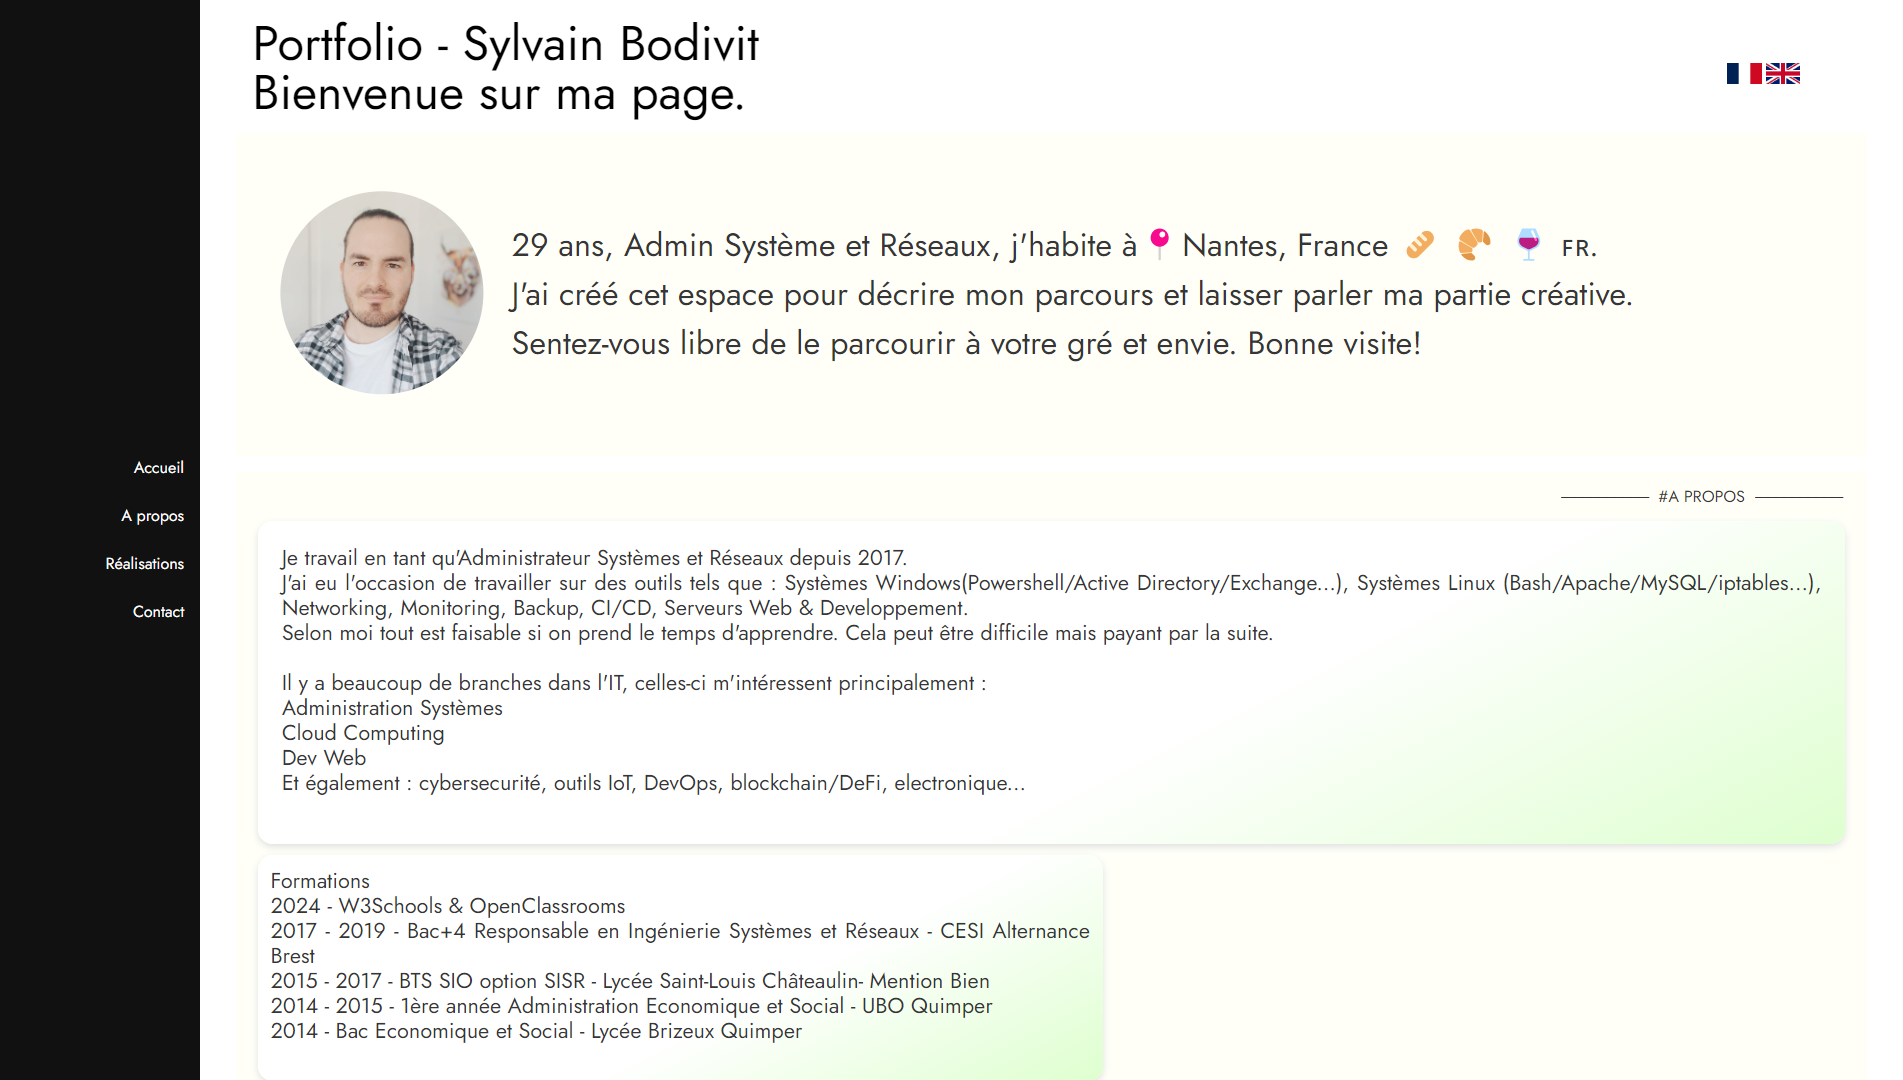 Portfolio - Sylvain Bodivit
Bienvenue sur ma page.
29 ans, Admin Système et Réseaux, j'habite à📍Nantes, France 🥖 🥐 🍷 FR.
J'ai créé cet espace pour décrire mon parcours et laisser parler ma partie créative.
Sentez-vous libre de le parcourir à votre gré et envie. Bonne visite!
Accueil
A propos
Réalisations
Contact
#A PROPOS
Je travail en tant qu'Administrateur Systèmes et Réseaux depuis 2017.
J'ai eu l'occasion de travailler sur des outils tels que : Systèmes Windows(Powershell/Active Directory/Exchange...), Systèmes Linux (Bash/Apache/MySQL/iptables...),
Networking, Monitoring, Backup, CI/CD, Serveurs Web & Developpement.
Selon moi tout est faisable si on prend le temps d'apprendre. Cela peut être difficile mais payant par la suite.
Il y a beaucoup de branches dans l'IT, celles-ci m'intéressent principalement :
Administration Systèmes
Cloud Computing
Dev Web
Et également : cybersecurité, outils IoT, DevOps, blockchain/DeFi, electronique...
Formations
2024 - W3Schools & OpenClassrooms
2017 - 2019 - Bac+4 Responsable en Ingénierie Systèmes et Réseaux - CESI Alternance
Brest
2015 - 2017 - BTS SIO option SISR - Lycée Saint-Louis Châteaulin- Mention Bien
2014 - 2015 - 1ère année Administration Economique et Social - UBO Quimper
2014 - Bac Economique et Social - Lycée Brizeux Quimper